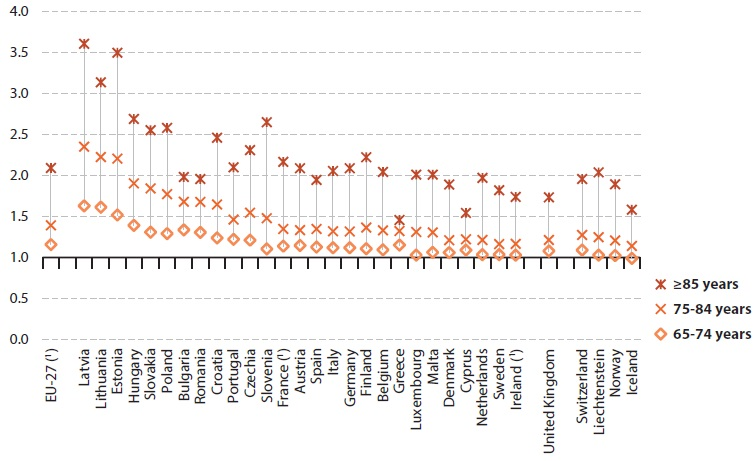 4.0
3.5
3.0
2.5
2.0
1.5
1.0
0.5
0.0
≥85 years
75-84 years
65-74 years
EU-27 (¹)
Latvia
Lithuania
Estonia
Hungary
Slovakia
Poland
Bulgaria
Romania
Croatia
Portugal
Czechia
Slovenia
France (¹)
Austria
Spain
Italy
Germany
Finland
Belgium
Greece
Luxembourg
Malta
Denmark
Cyprus
Netherlands
Sweden
Ireland (¹)
United Kingdom
Switzerland
Liechtenstein
Norway
Iceland